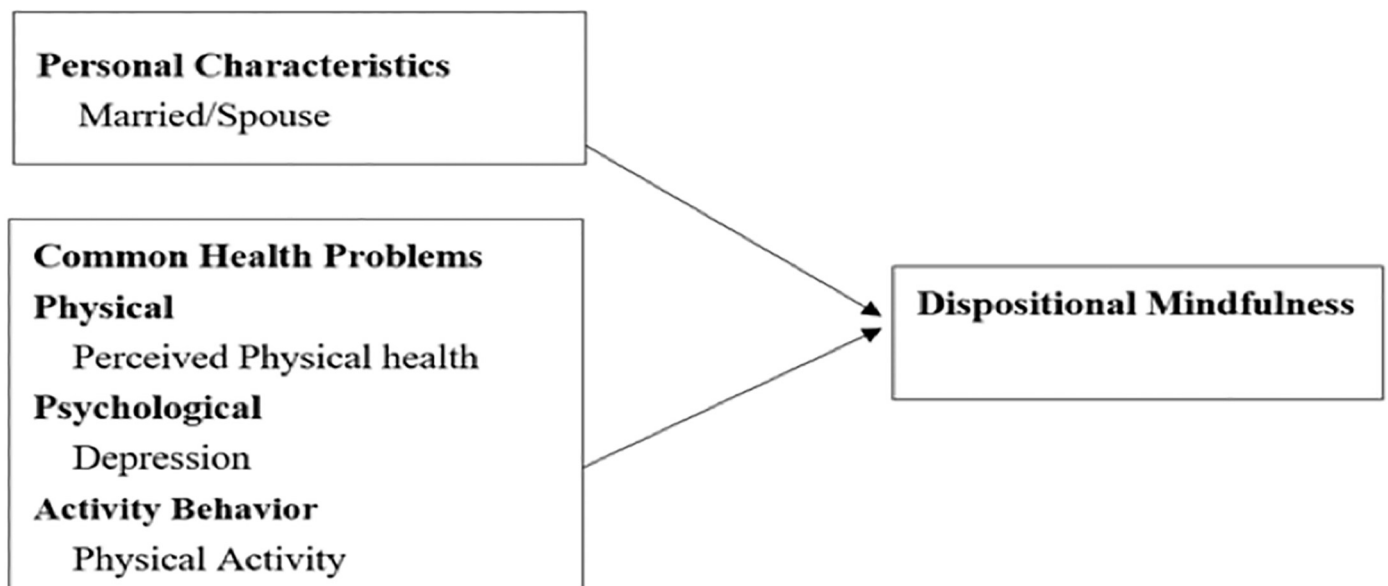 Personal Characteristics
Married/Spouse
Common Health Problems
Physical
Perceived Physical health
Psychological
Depression
Activity Behavior
Physical Activity
Dispositional Mindfulness